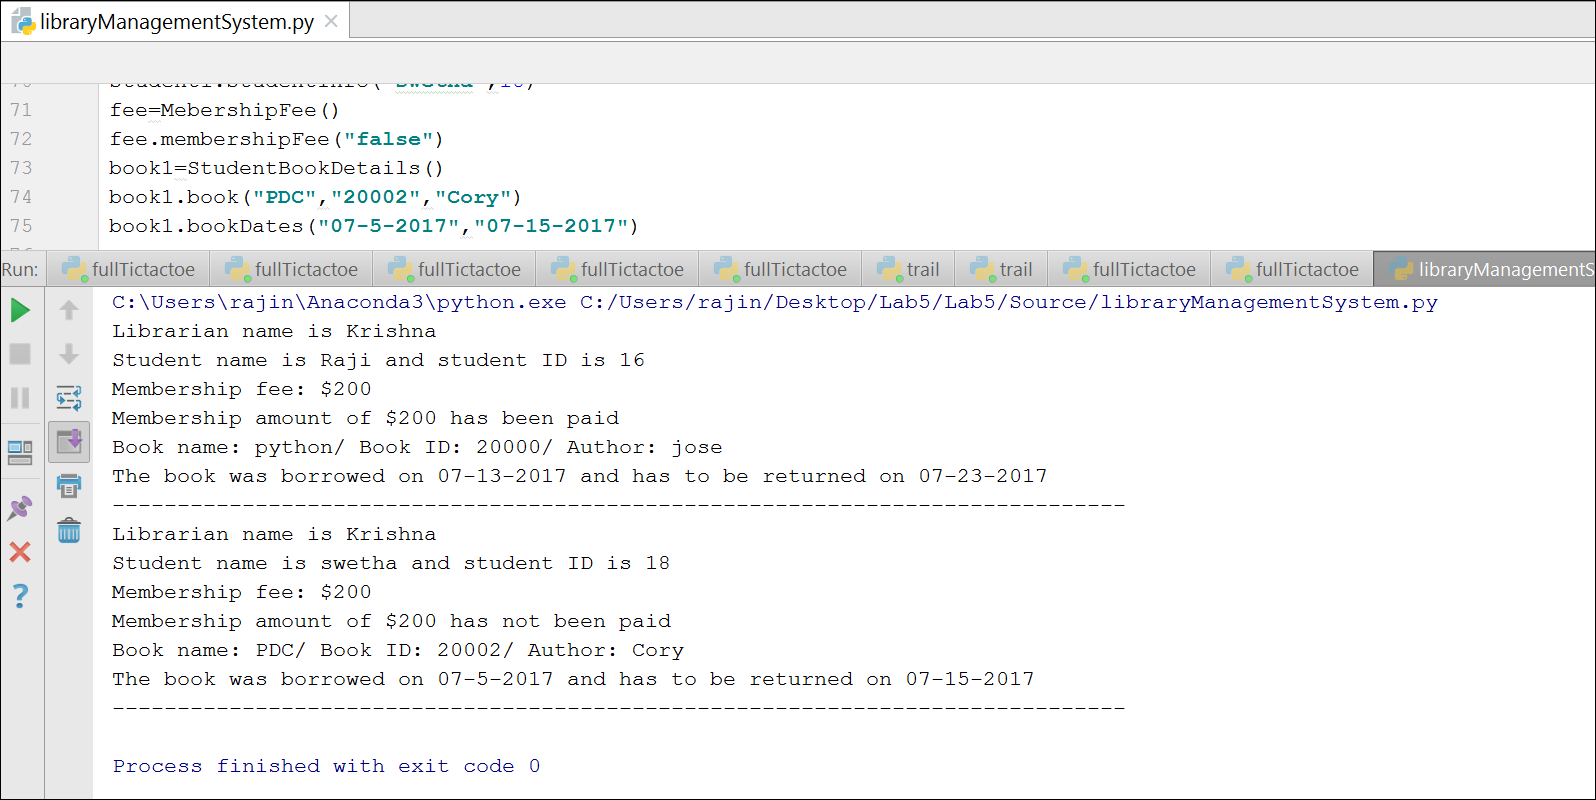 libraryManagementSystem.py
71 fee=MebershipFee()
72 fee.membershipFee("false")
73 book1=StudentBookDetails()
74 book1.book("PDC","20002","Cory")
75 book1.bookDates("07-5-2017","07-15-2017")
Run: fullTictactoe fullTictactoe fullTictactoe fullTictactoe fullTictactoe trail trail fullTictactoe fullTictactoe libraryManagementS
C:\Users\rajin\Anaconda3\python.exe C:/Users/rajin/Desktop/Lab5/Lab5/Source/libraryManagementSystem.py
Librarian name is Krishna
Student name is Raji and student ID is 16
Membership fee: $200
Membership amount of $200 has been paid
Book name: python/ Book ID: 20000/ Author: jose
The book was borrowed on 07-13-2017 and has to be returned on 07-23-2017
------------------------------------------------------------------------------
Librarian name is Krishna
Student name is swetha and student ID is 18
Membership fee: $200
Membership amount of $200 has not been paid
Book name: PDC/ Book ID: 20002/ Author: Cory
The book was borrowed on 07-5-2017 and has to be returned on 07-15-2017
------------------------------------------------------------------------------
Process finished with exit code 0